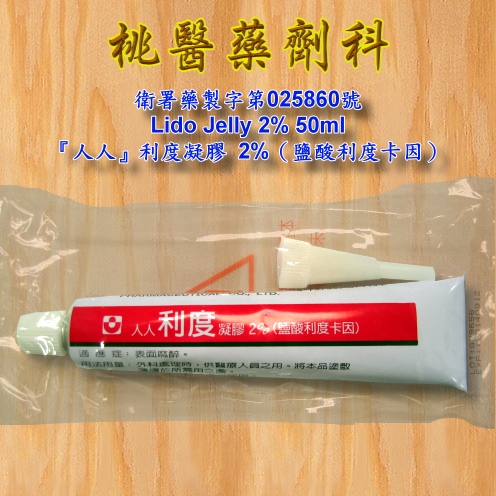 桃醫藥劑科
衛署藥製字第025860號
Lido Jelly 2% 50ml
『人人』利度凝膠 2%（鹽酸利度卡因）
PHARMACEUTICAL CO., LTD.
人人 利度 凝膠 2%(鹽酸利度卡因)
適應症：表面麻醉。
用法用量：外科處理時，供醫療人員之用。將本品塗敷